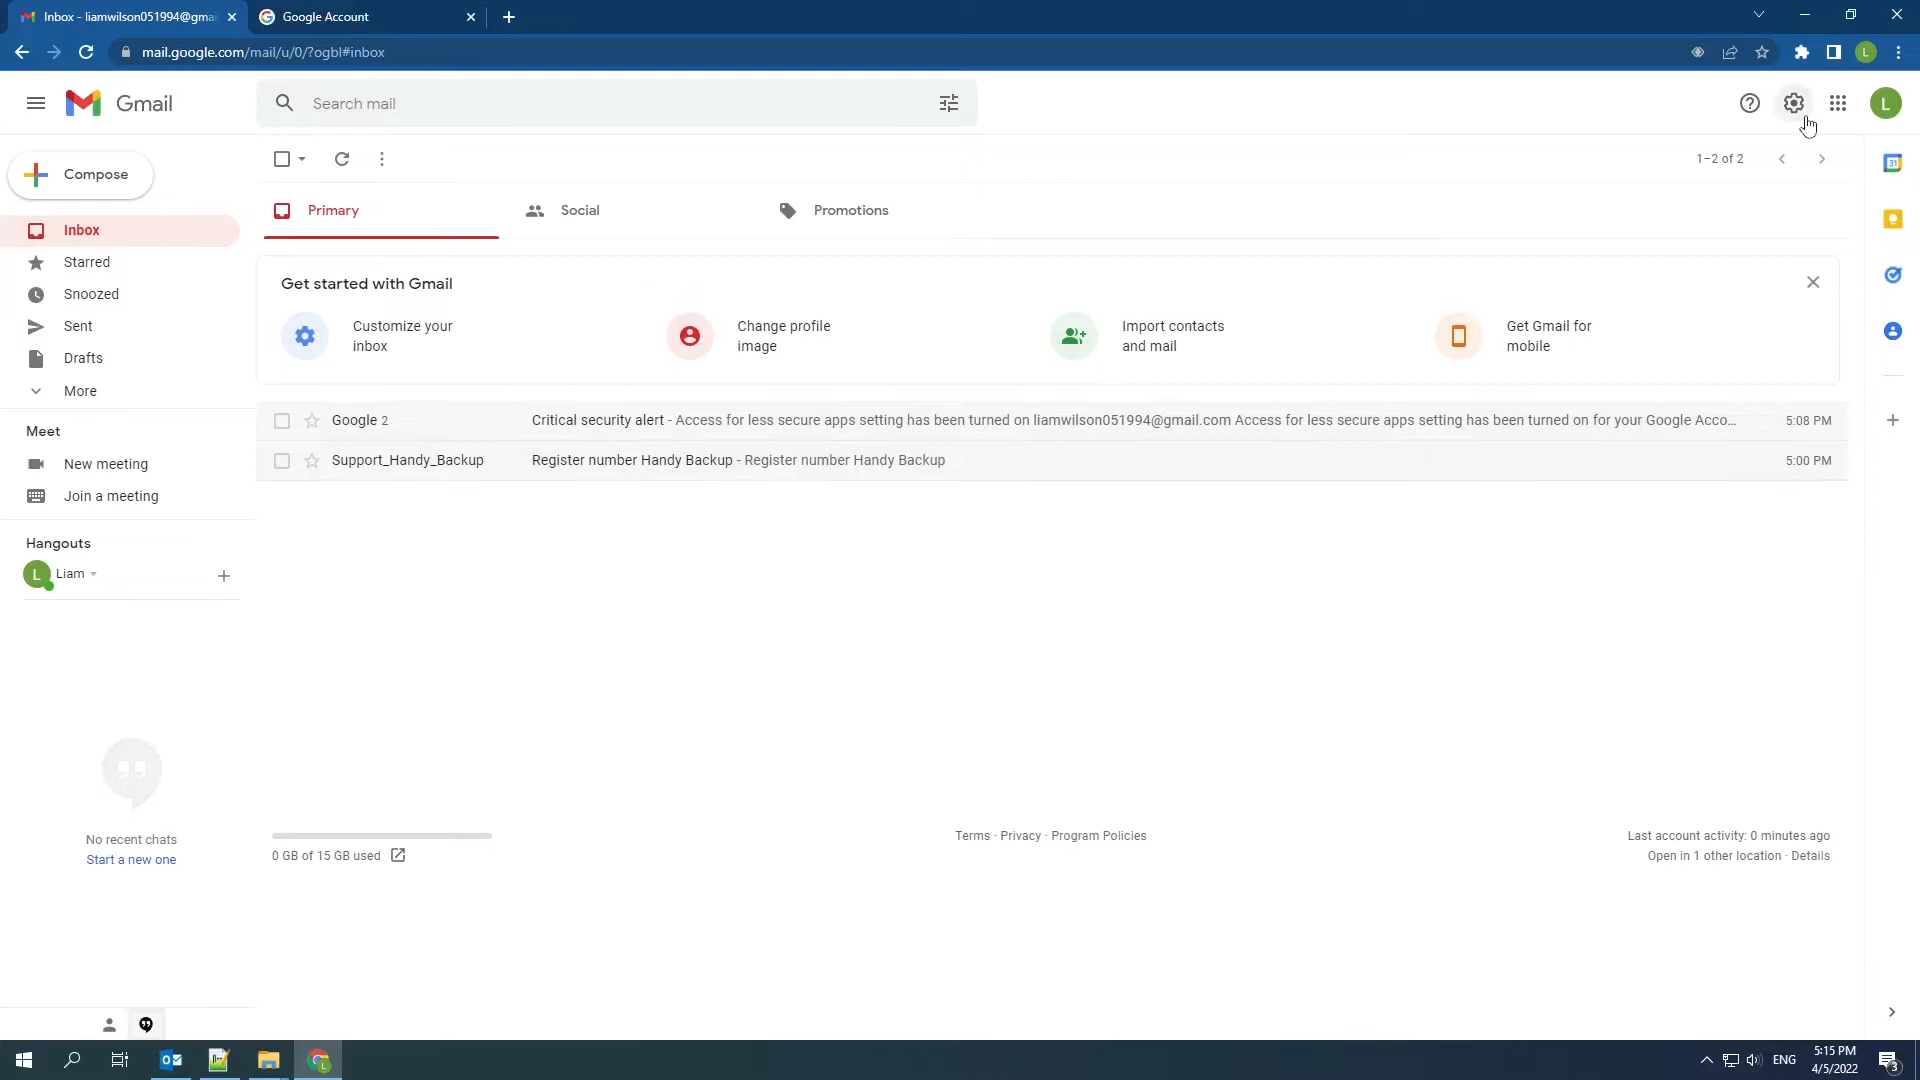 Inbox - liamwilson051994@gmai
Google Account
mail.google.com/mail/u/0/?ogbl#inbox
L
Gmail
Search mail
L
Compose
1–2 of 2
31
Primary
Social
Promotions
Inbox
Starred
Snoozed
Sent
Drafts
More
Get started with Gmail
Customize your
inbox
Change profile
image
Import contacts
and mail
Get Gmail for
mobile
Google 2
Critical security alert - Access for less secure apps setting has been turned on liamwilson051994@gmail.com Access for less secure apps setting has been turned on for your Google Acco...
5:08 PM
Support_Handy_Backup
Register number Handy Backup - Register number Handy Backup
5:00 PM
Meet
New meeting
Join a meeting
Hangouts
L
Liam
No recent chats
Start a new one
0 GB of 15 GB used
Terms · Privacy · Program Policies
Last account activity: 0 minutes ago
Open in 1 other location · Details
ENG
5:15 PM
4/5/2022
3